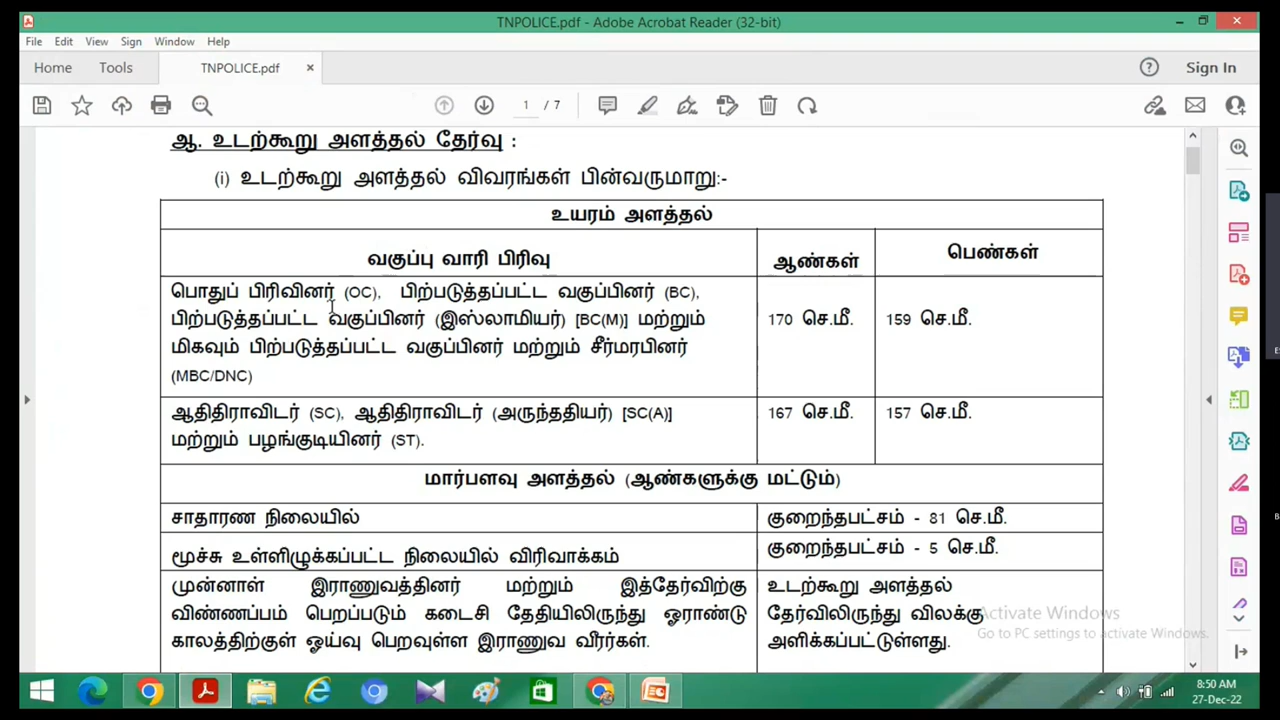 TNPOLICE.pdf - Adobe Acrobat Reader (32-bit)
File Edit View Sign Window Help
Home Tools TNPOLICE.pdf × Sign In
1 / 7
ஆ. உடற்கூறு அளத்தல் தேர்வு :
(i) உடற்கூறு அளத்தல் விவரங்கள் பின்வருமாறு:-
உயரம் அளத்தல்
வகுப்பு வாரி பிரிவு ஆண்கள் பெண்கள்
பொதுப் பிரிவினர் (OC), பிற்படுத்தப்பட்ட வகுப்பினர் (BC),
பிற்படுத்தப்பட்ட வகுப்பினர் (இஸ்லாமியர்) [BC(M)] மற்றும் 170 செ.மீ. 159 செ.மீ.
மிகவும் பிற்படுத்தப்பட்ட வகுப்பினர் மற்றும் சீர்மரபினர்
(MBC/DNC)
ஆதிதிராவிடர் (SC), ஆதிதிராவிடர் (அருந்ததியர்) [SC(A)] 167 செ.மீ. 157 செ.மீ.
மற்றும் பழங்குடியினர் (ST).
மார்பளவு அளத்தல் (ஆண்களுக்கு மட்டும்)
சாதாரண நிலையில் குறைந்தபட்சம் - 81 செ.மீ.
மூச்சு உள்ளிழுக்கப்பட்ட நிலையில் விரிவாக்கம் குறைந்தபட்சம் - 5 செ.மீ.
முன்னாள் இராணுவத்தினர் மற்றும் இத்தேர்விற்கு உடற்கூறு அளத்தல்
விண்ணப்பம் பெறப்படும் கடைசி தேதியிலிருந்து ஓராண்டு தேர்விலிருந்து விலக்கு
காலத்திற்குள் ஓய்வு பெறவுள்ள இராணுவ வீரர்கள். அளிக்கப்பட்டுள்ளது.
Activate Windows
Go to PC settings to activate Windows.
8:50 AM
27-Dec-22